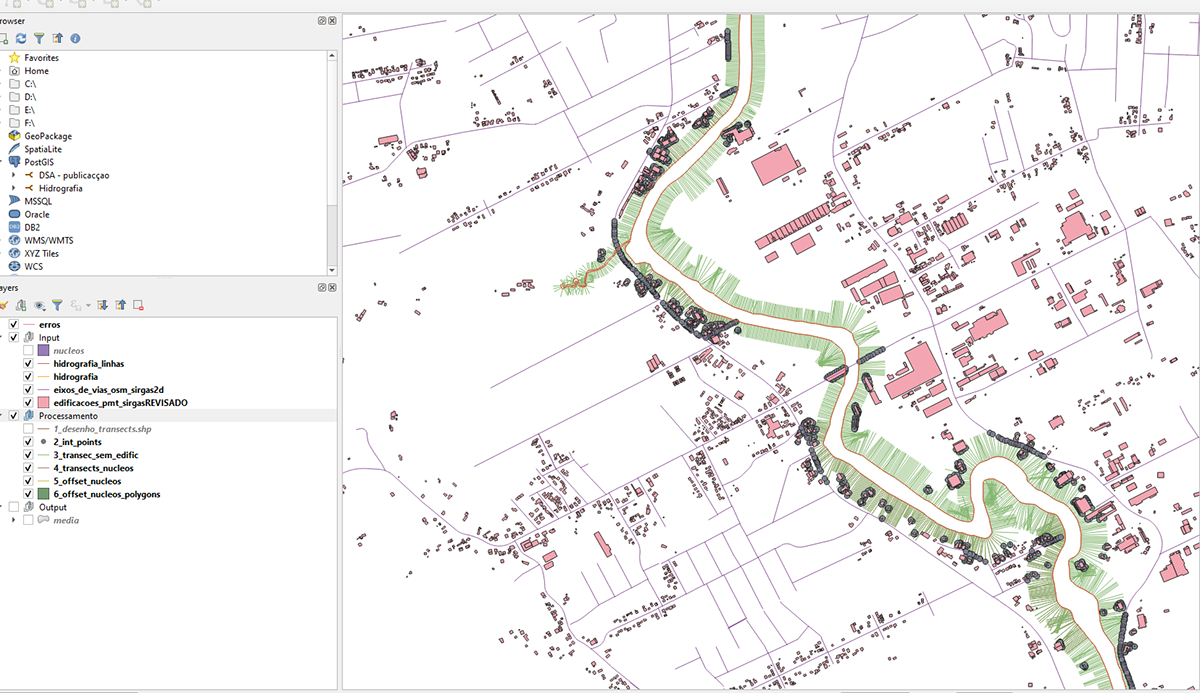 rowser
Favorites
Home
C:\
D:\
E:\
F:\
GeoPackage
SpatiaLite
PostGIS
DSA - publicacçao
Hidrografia
MSSQL
Oracle
DB2
WMS/WMTS
XYZ Tiles
WCS
ayers
erros
Input
nucleos
hidrografia_linhas
hidrografia
eixos_de_vias_osm_sirgas2d
edificacoes_pmt_sirgasREVISADO
Processamento
1_desenho_transects.shp
2_int_points
3_transec_sem_edific
4_transects_nucleos
5_offset_nucleos
6_offset_nucleos_polygons
Output
media